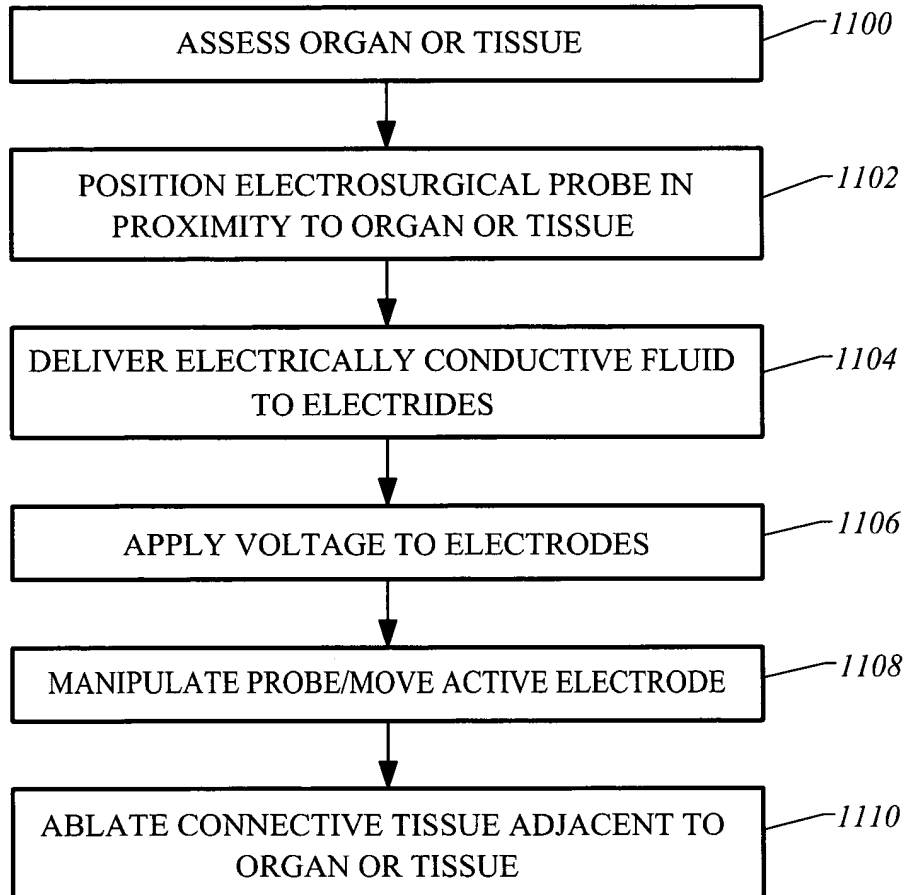 ASSESS ORGAN OR TISSUE
1100
POSITION ELECTROSURGICAL PROBE IN
PROXIMITY TO ORGAN OR TISSUE
1102
DELIVER ELECTRICALLY CONDUCTIVE FLUID
TO ELECTRIDES
1104
APPLY VOLTAGE TO ELECTRODES
1106
MANIPULATE PROBE/MOVE ACTIVE ELECTRODE
1108
ABLATE CONNECTIVE TISSUE ADJACENT TO
ORGAN OR TISSUE
1110